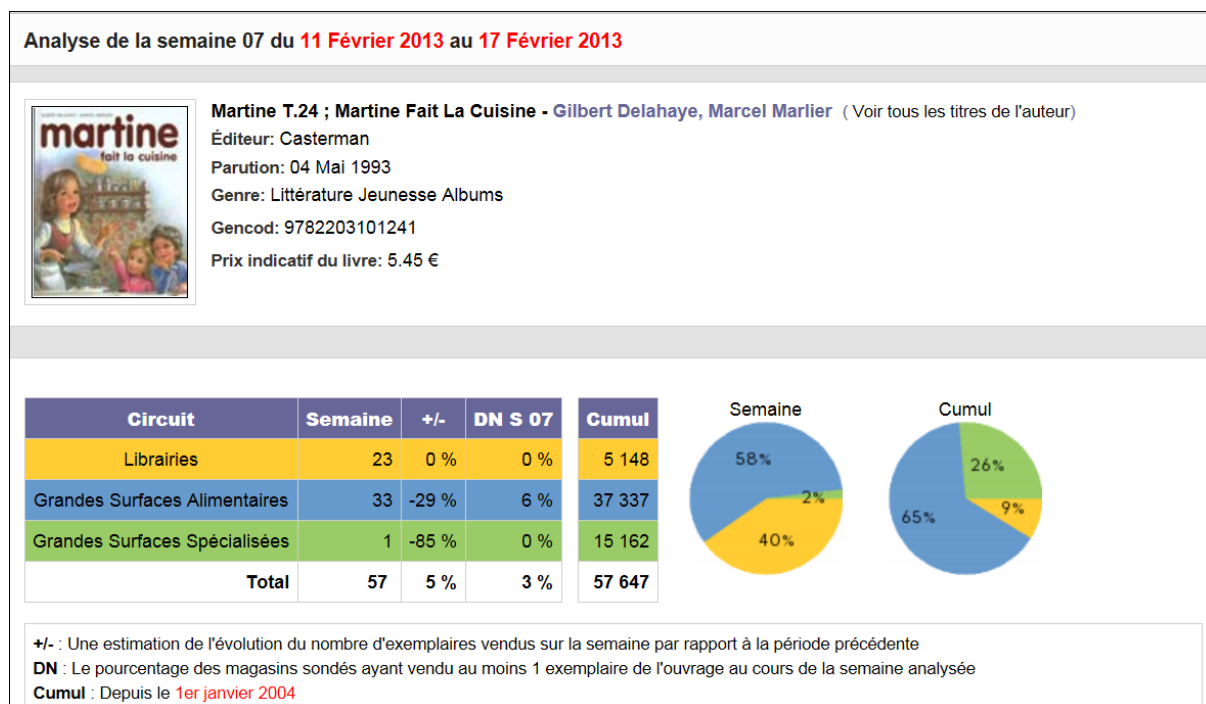 Analyse de la semaine 07 du 11 Février 2013 au 17 Février 2013
martine
fait la cuisine
Martine T.24 ; Martine Fait La Cuisine - Gilbert Delahaye, Marcel Marlier ( Voir tous les titres de l'auteur)
Éditeur: Casterman
Parution: 04 Mai 1993
Genre: Littérature Jeunesse Albums
Gencod: 9782203101241
Prix indicatif du livre: 5.45 €
Circuit Semaine +/- DN S 07 Cumul
Librairies 23 0 % 0 % 5 148
Grandes Surfaces Alimentaires 33 -29 % 6 % 37 337
Grandes Surfaces Spécialisées 1 -85 % 0 % 15 162
Total 57 5 % 3 % 57 647
Semaine
58%
2%
40%
Cumul
26%
9%
65%
+/- : Une estimation de l'évolution du nombre d'exemplaires vendus sur la semaine par rapport à la période précédente
DN : Le pourcentage des magasins sondés ayant vendu au moins 1 exemplaire de l'ouvrage au cours de la semaine analysée
Cumul : Depuis le 1er janvier 2004